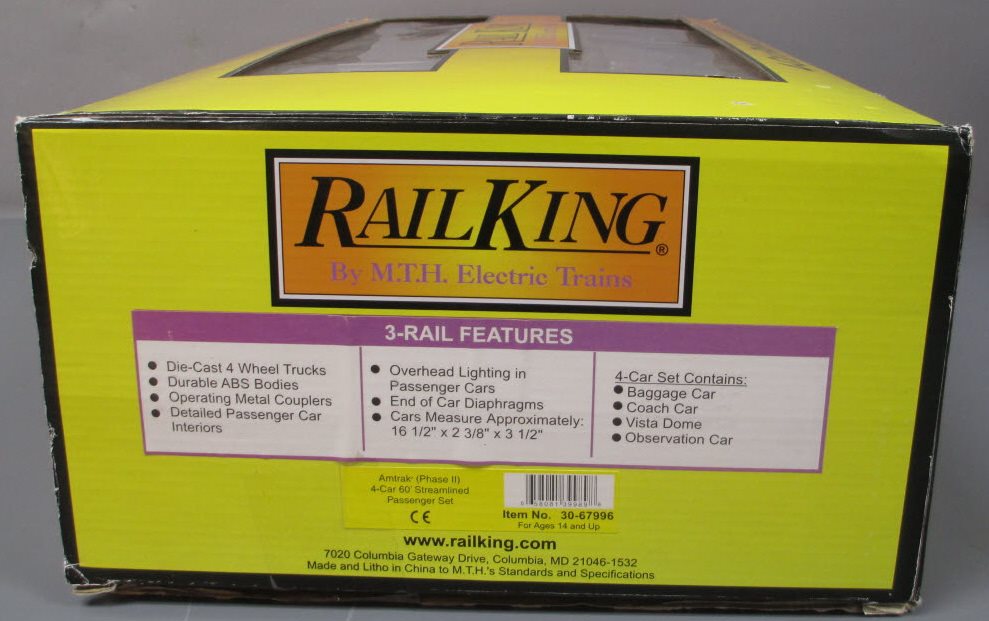 RAILKING®
By M.T.H. Electric Trains
3-RAIL FEATURES
● Die-Cast 4 Wheel Trucks
● Durable ABS Bodies
● Operating Metal Couplers
● Detailed Passenger Car
Interiors
● Overhead Lighting in
Passenger Cars
● End of Car Diaphragms
● Cars Measure Approximately:
16 1/2" x 2 3/8" x 3 1/2"
4-Car Set Contains:
● Baggage Car
● Coach Car
● Vista Dome
● Observation Car
Amtrak® (Phase II)
4-Car 60' Streamlined
Passenger Set
CE
Item No. 30-67996
For Ages 14 and Up
www.railking.com
7020 Columbia Gateway Drive, Columbia, MD 21046-1532
Made and Litho in China to M.T.H.'s Standards and Specifications